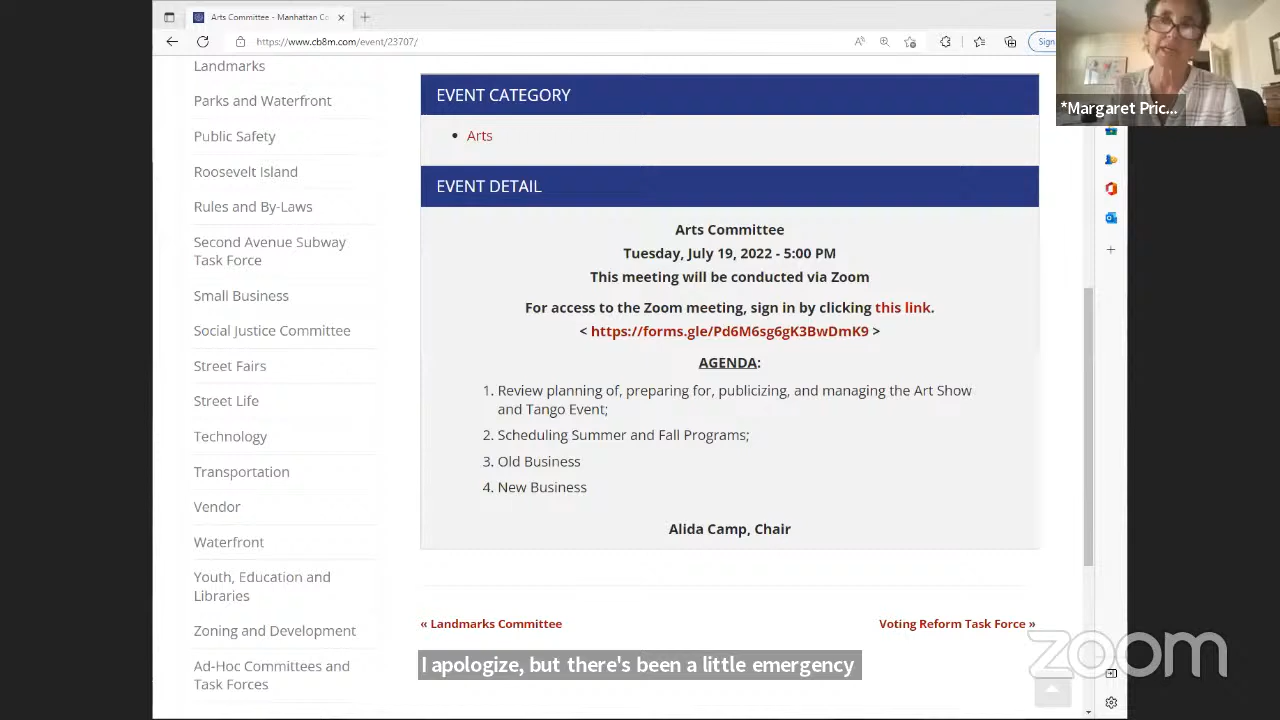 Arts Committee - Manhattan Co
https://www.cb8m.com/event/23707/
Sign
*Margaret Pric...
Landmarks
Parks and Waterfront
Public Safety
Roosevelt Island
Rules and By-Laws
Second Avenue Subway
Task Force
Small Business
Social Justice Committee
Street Fairs
Street Life
Technology
Transportation
Vendor
Waterfront
Youth, Education and
Libraries
Zoning and Development
Ad-Hoc Committees and
Task Forces
EVENT CATEGORY
• Arts
EVENT DETAIL
Arts Committee
Tuesday, July 19, 2022 - 5:00 PM
This meeting will be conducted via Zoom
For access to the Zoom meeting, sign in by clicking this link.
< https://forms.gle/Pd6M6sg6gK3BwDmK9 >
AGENDA:
1. Review planning of, preparing for, publicizing, and managing the Art Show
and Tango Event;
2. Scheduling Summer and Fall Programs;
3. Old Business
4. New Business
Alida Camp, Chair
« Landmarks Committee
Voting Reform Task Force »
I apologize, but there's been a little emergency
zoom